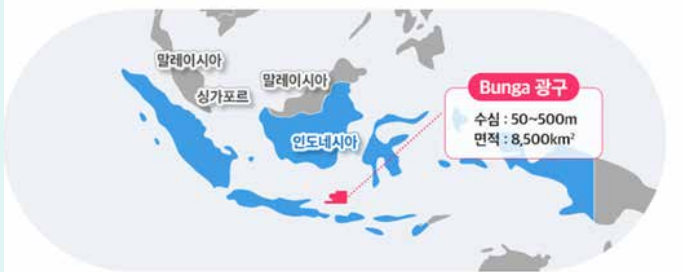 말레이시아
말레이시아
싱가포르
인도네시아
Bunga 광구
수심 : 50~500m
면적 : 8,500km²